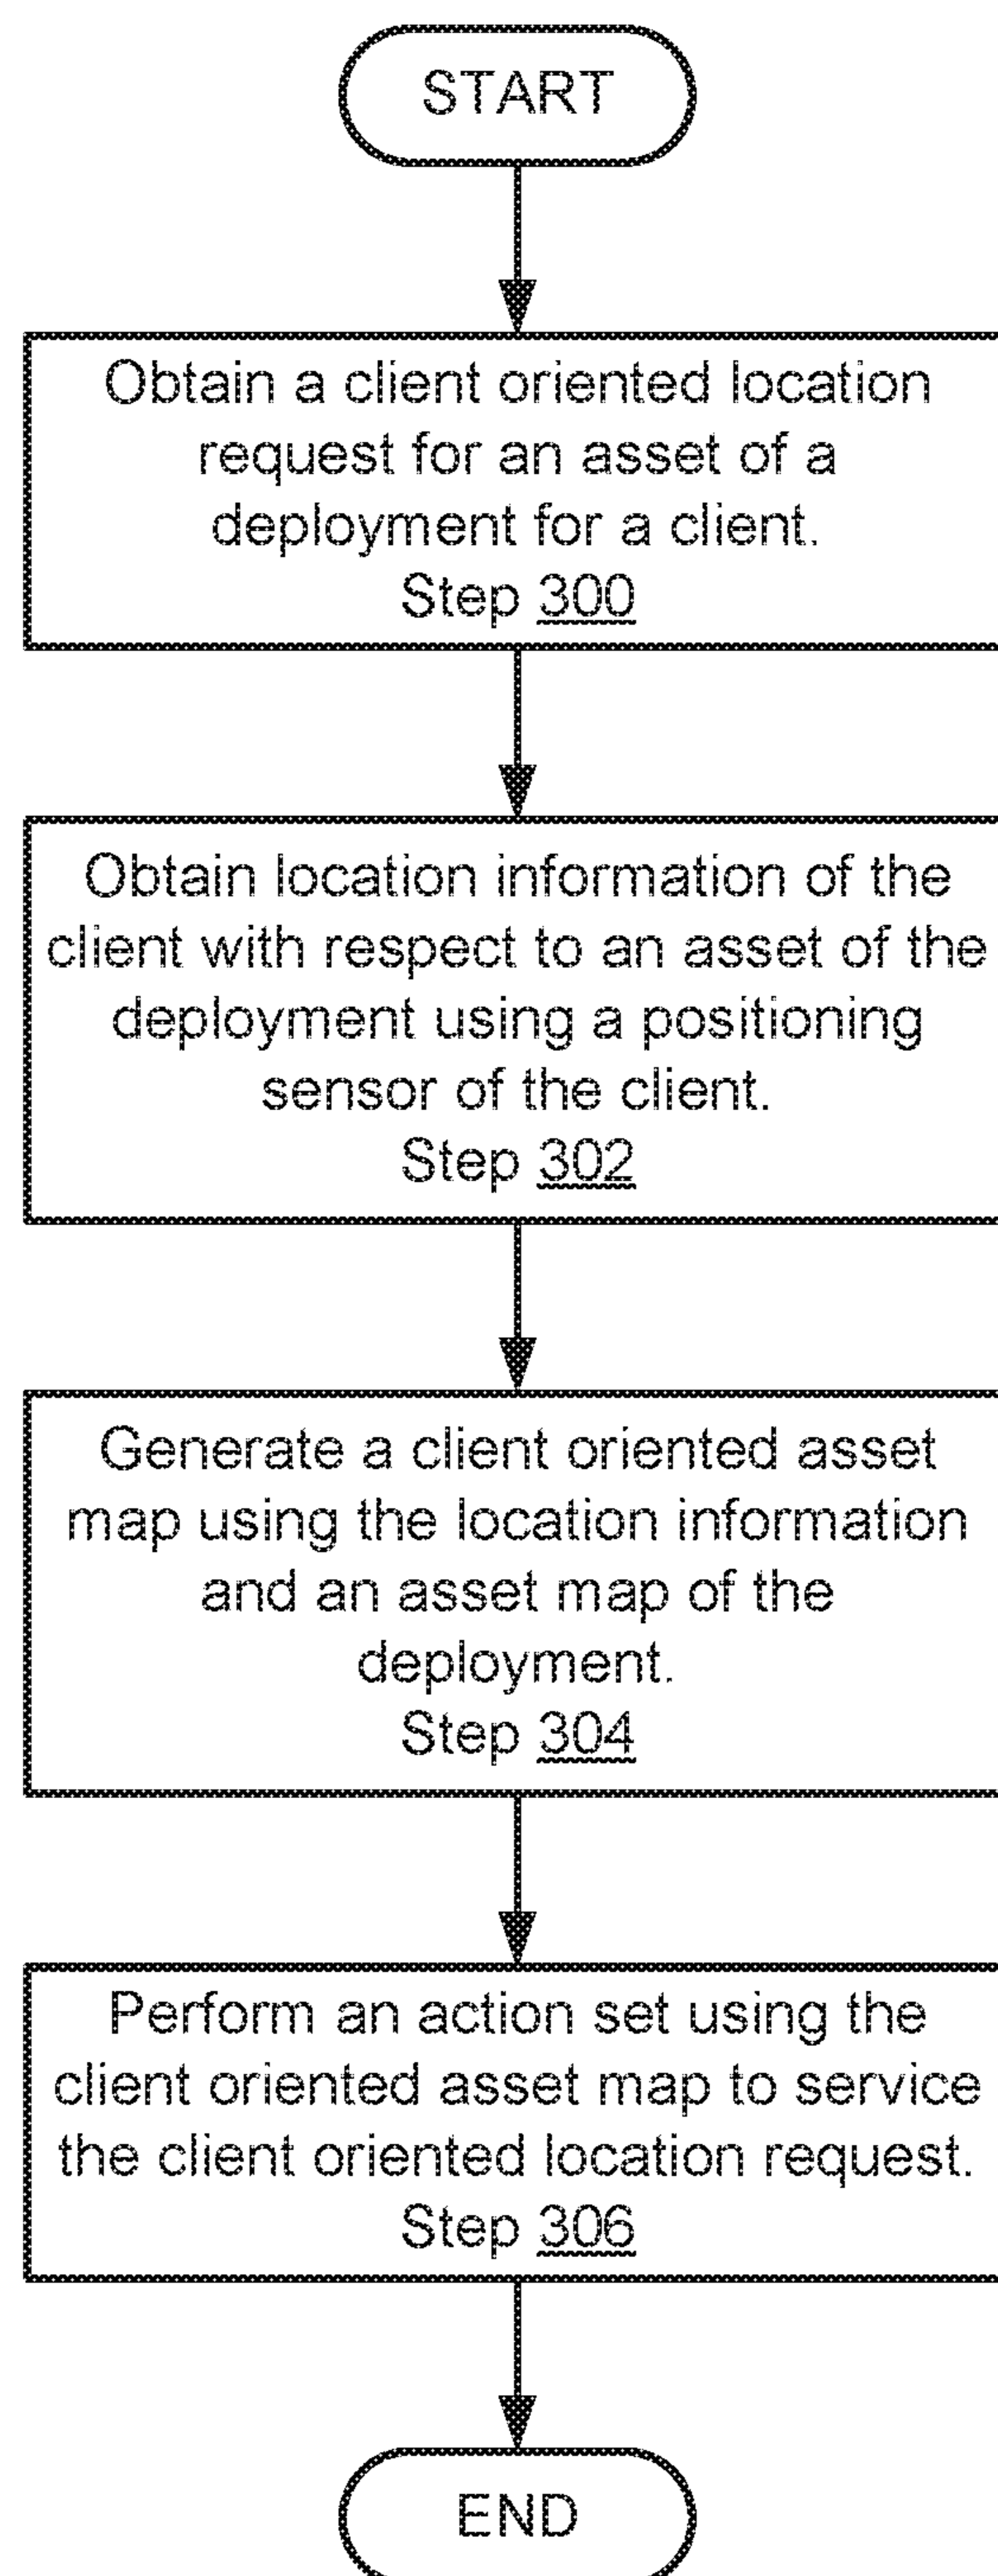 START
Obtain a client oriented location
request for an asset of a
deployment for a client.
Step 300
Obtain location information of the
client with respect to an asset of the
deployment using a positioning
sensor of the client.
Step 302
Generate a client oriented asset
map using the location information
and an asset map of the
deployment.
Step 304
Perform an action set using the
client oriented asset map to service
the client oriented location request.
Step 306
END